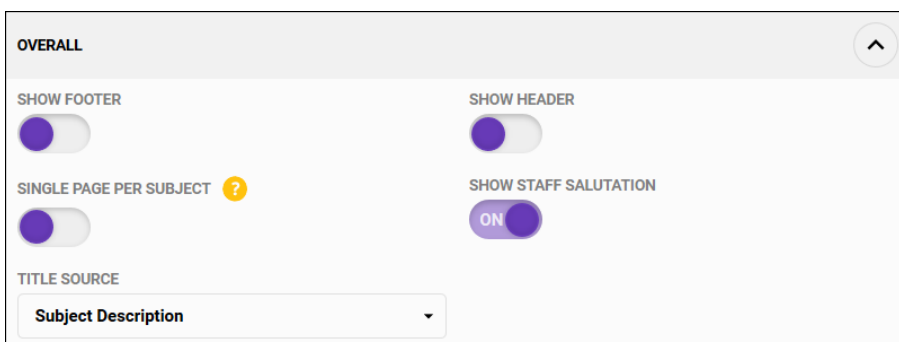 OVERALL
SHOW FOOTER
SHOW HEADER
SINGLE PAGE PER SUBJECT ?
SHOW STAFF SALUTATION
ON
TITLE SOURCE
Subject Description